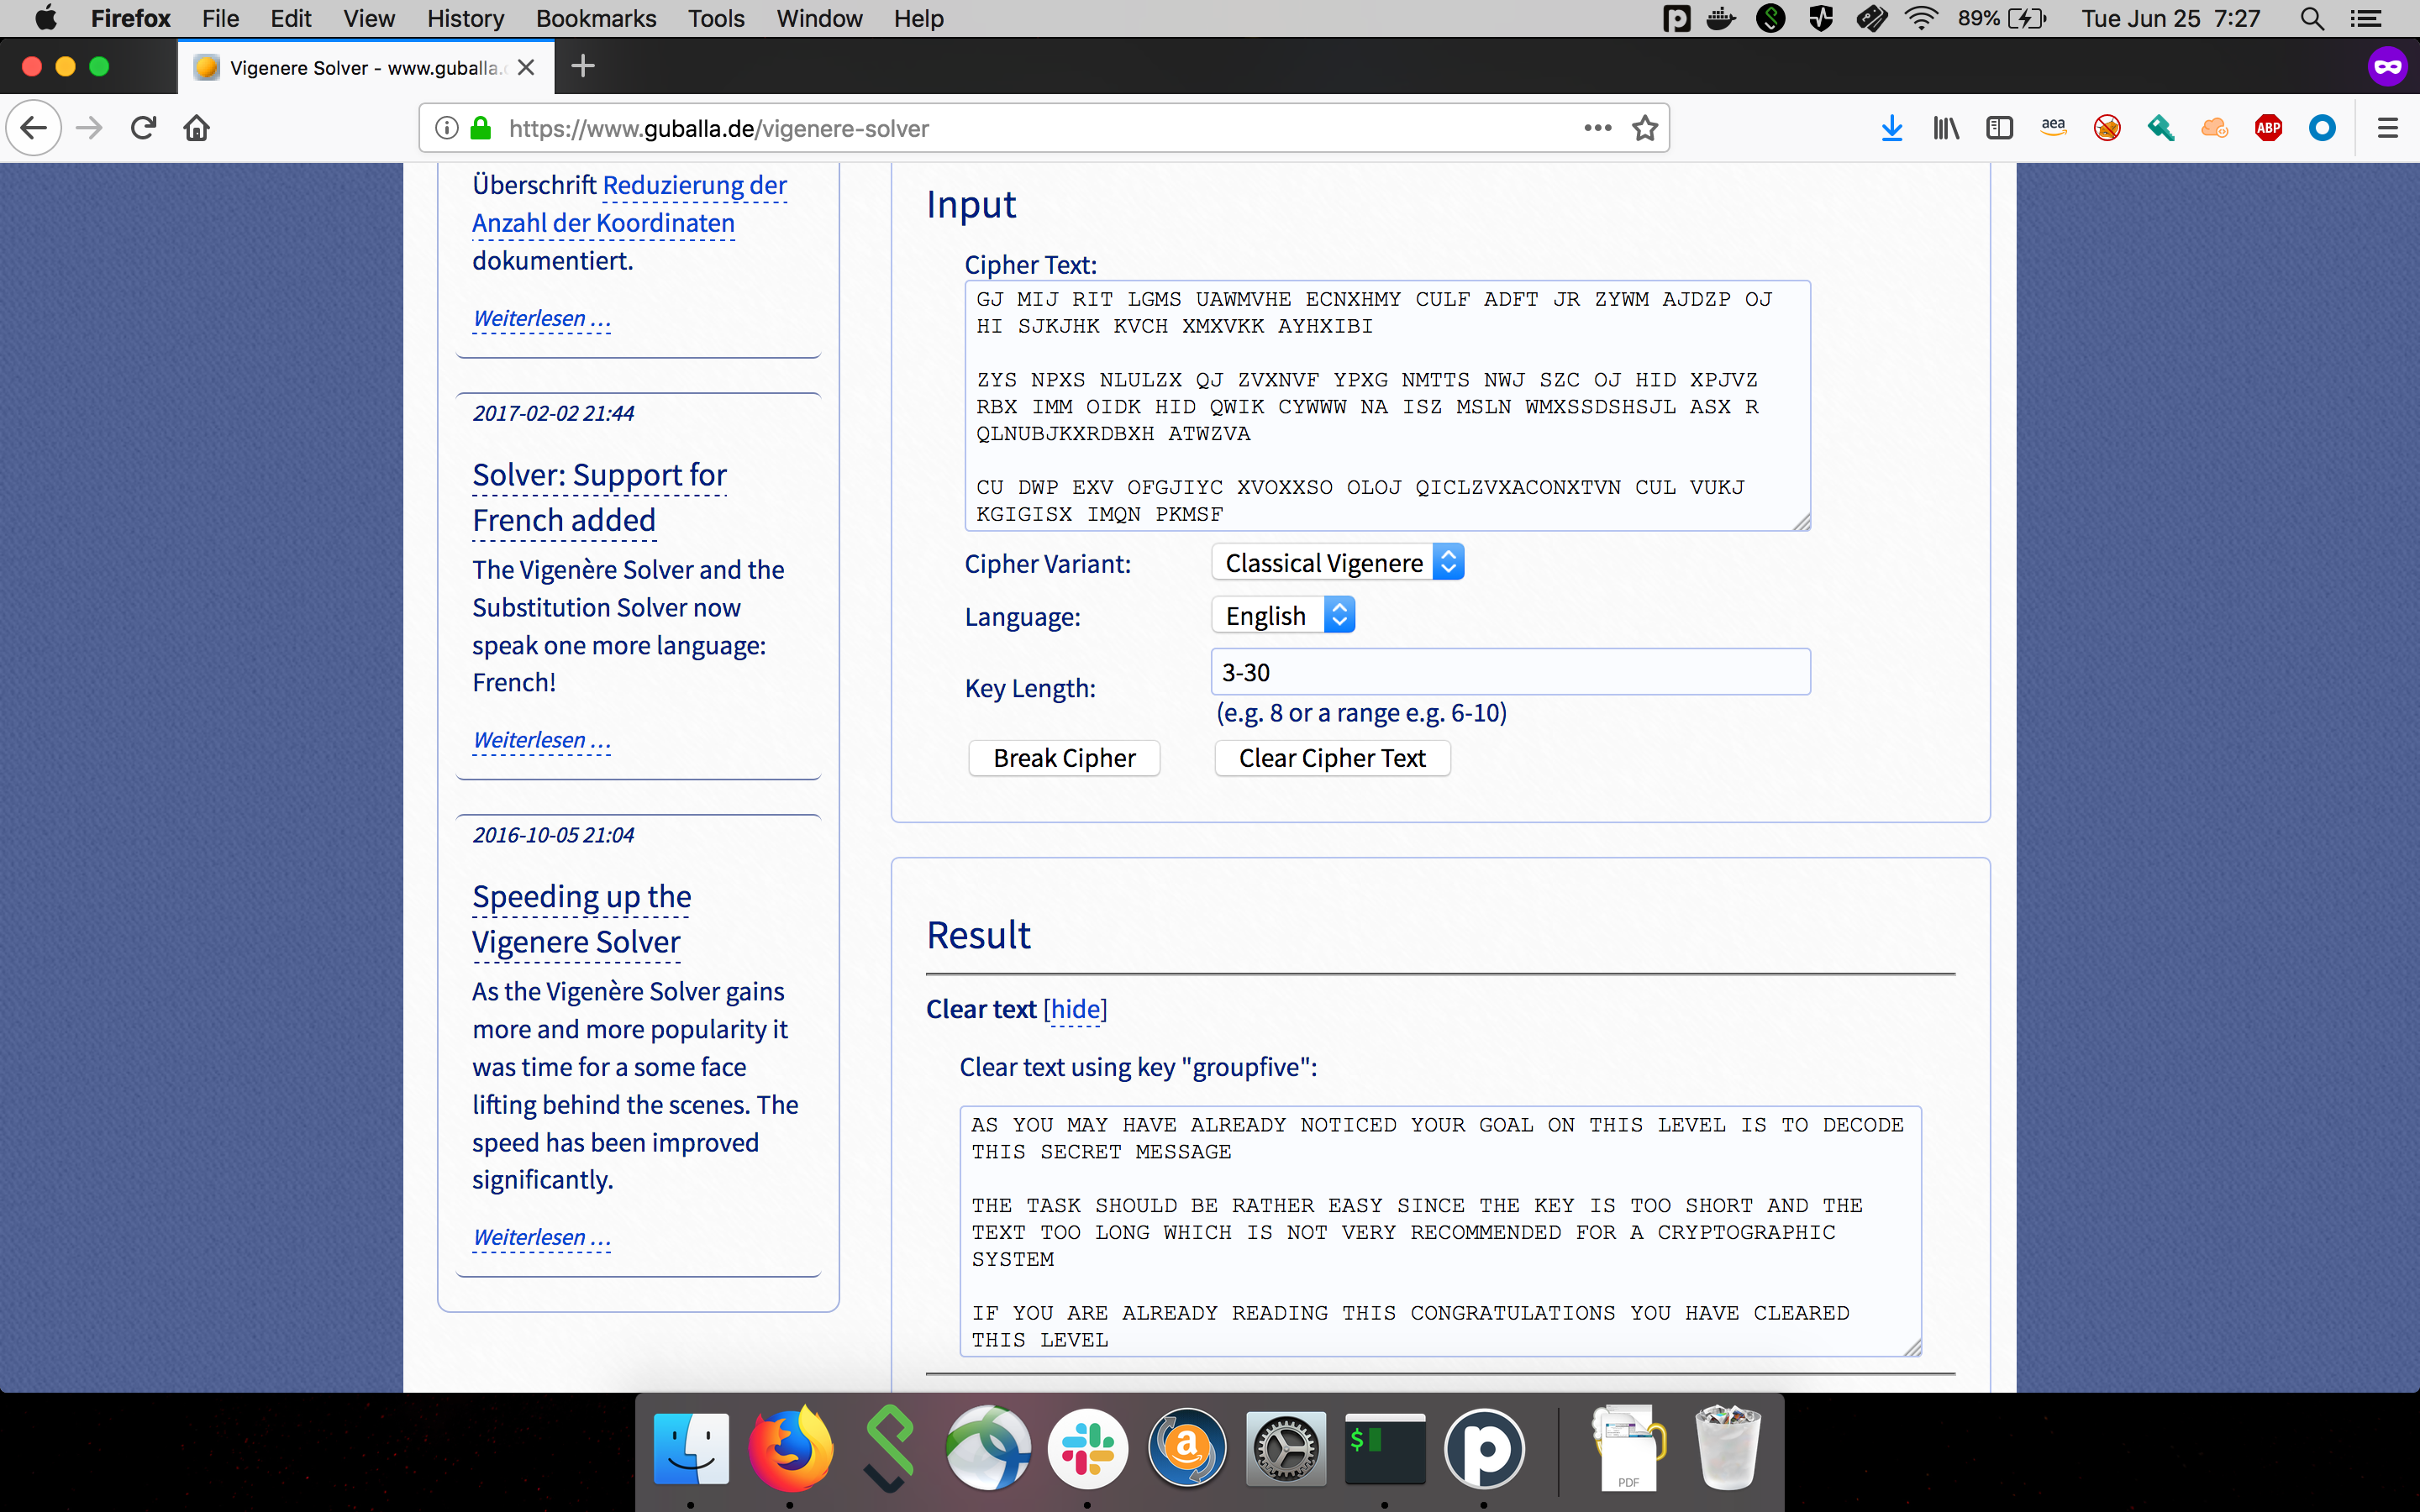 Firefox File Edit View History Bookmarks Tools Window Help 89% Tue Jun 25 7:27
Vigenere Solver - www.guballa.
https://www.guballa.de/vigenere-solver
aea
ABP
Überschrift Reduzierung der
Anzahl der Koordinaten
dokumentiert.
Weiterlesen ...
2017-02-02 21:44
Solver: Support for
French added
The Vigenère Solver and the
Substitution Solver now
speak one more language:
French!
Weiterlesen ...
2016-10-05 21:04
Speeding up the
Vigenere Solver
As the Vigenère Solver gains
more and more popularity it
was time for a some face
lifting behind the scenes. The
speed has been improved
significantly.
Weiterlesen ...
Input
Cipher Text:
GJ MIJ RIT LGMS UAWMVHE ECNXHMY CULF ADFT JR ZYWM AJDZP OJ
HI SJKJHK KVCH XMXVKK AYHXIBI
ZYS NPXS NLULZX QJ ZVXNVF YPXG NMTTS NWJ SZC OJ HID XPJVZ
RBX IMM OIDK HID QWIK CYWWW NA ISZ MSLN WMXSSDSHSJL ASX R
QLNUBJKXRDBXH ATWZVA
CU DWP EXV OFGJIYC XVOXXSO OLOJ QICLZVXACONXTVN CUL VUKJ
KGIGISX IMQN PKMSF
Cipher Variant: Classical Vigenere
Language: English
Key Length: 3-30
(e.g. 8 or a range e.g. 6-10)
Break Cipher Clear Cipher Text
Result
Clear text [hide]
Clear text using key "groupfive":
AS YOU MAY HAVE ALREADY NOTICED YOUR GOAL ON THIS LEVEL IS TO DECODE
THIS SECRET MESSAGE
THE TASK SHOULD BE RATHER EASY SINCE THE KEY IS TOO SHORT AND THE
TEXT TOO LONG WHICH IS NOT VERY RECOMMENDED FOR A CRYPTOGRAPHIC
SYSTEM
IF YOU ARE ALREADY READING THIS CONGRATULATIONS YOU HAVE CLEARED
THIS LEVEL
PDF